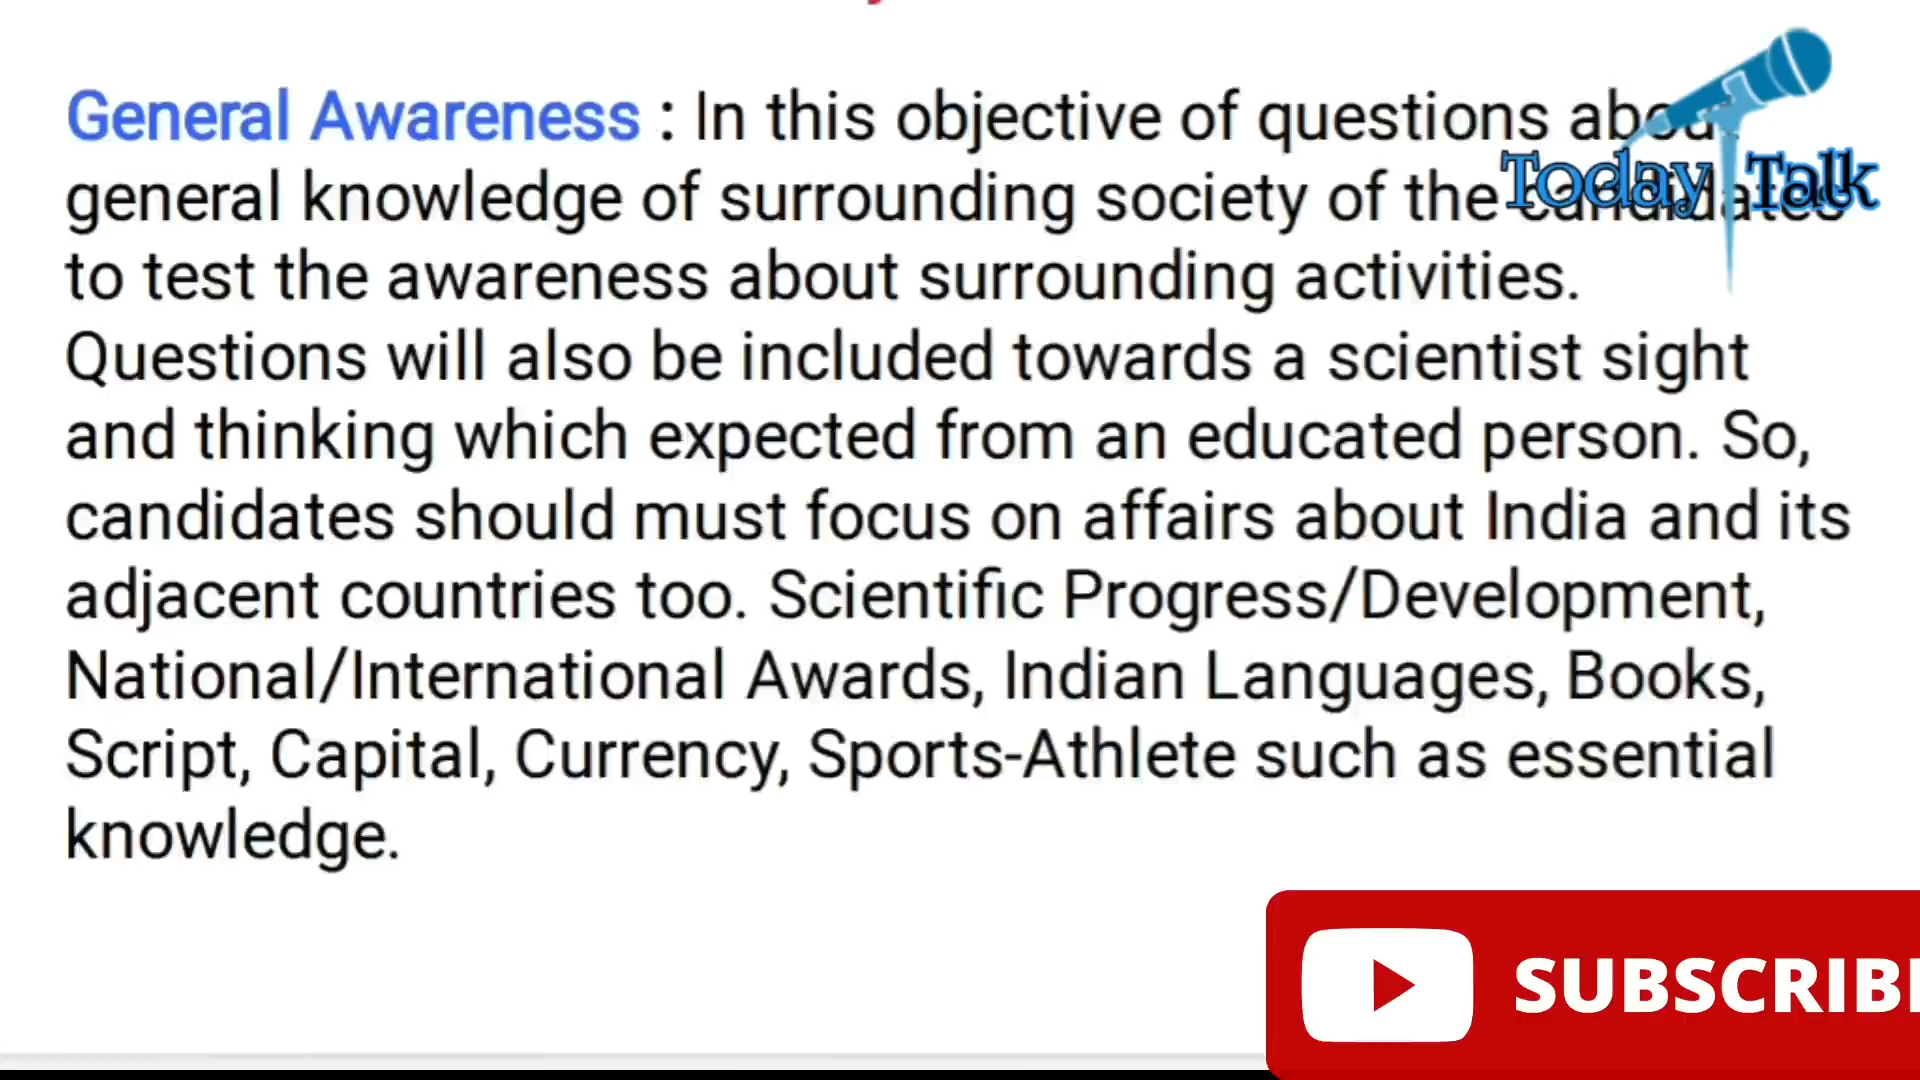 General Awareness : In this objective of questions about
general knowledge of surrounding society of the candidates
to test the awareness about surrounding activities.
Questions will also be included towards a scientist sight
and thinking which expected from an educated person. So,
candidates should must focus on affairs about India and its
adjacent countries too. Scientific Progress/Development,
National/International Awards, Indian Languages, Books,
Script, Capital, Currency, Sports-Athlete such as essential
knowledge.
Today Talk
SUBSCRIBE